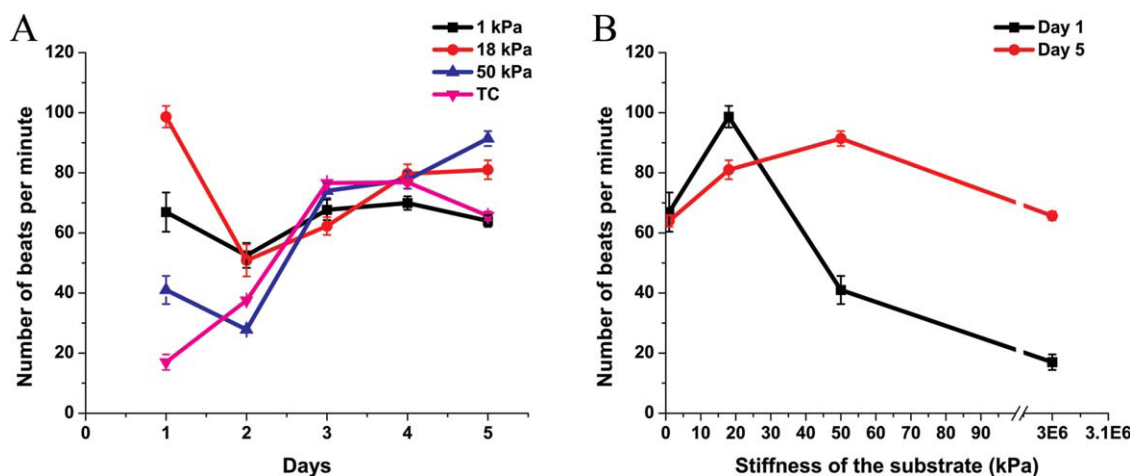 A
1 kPa
18 kPa
50 kPa
TC
120
100
80
60
40
20
0
Number of beats per minute
0 1 2 3 4 5
Days
B
Day 1
Day 5
120
100
80
60
40
20
0
Number of beats per minute
0 10 20 30 40 50 60 70 80 90 3E6 3.1E6
Stiffness of the substrate (kPa)